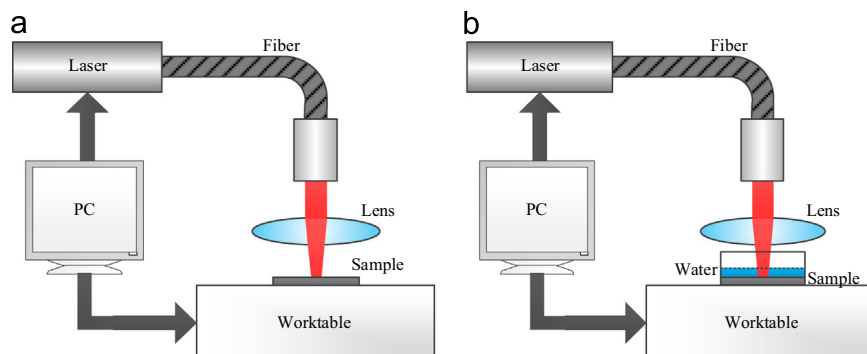 a
Fiber
Laser
PC
Lens
Sample
Worktable
b
Fiber
Laser
PC
Lens
Water
Sample
Worktable